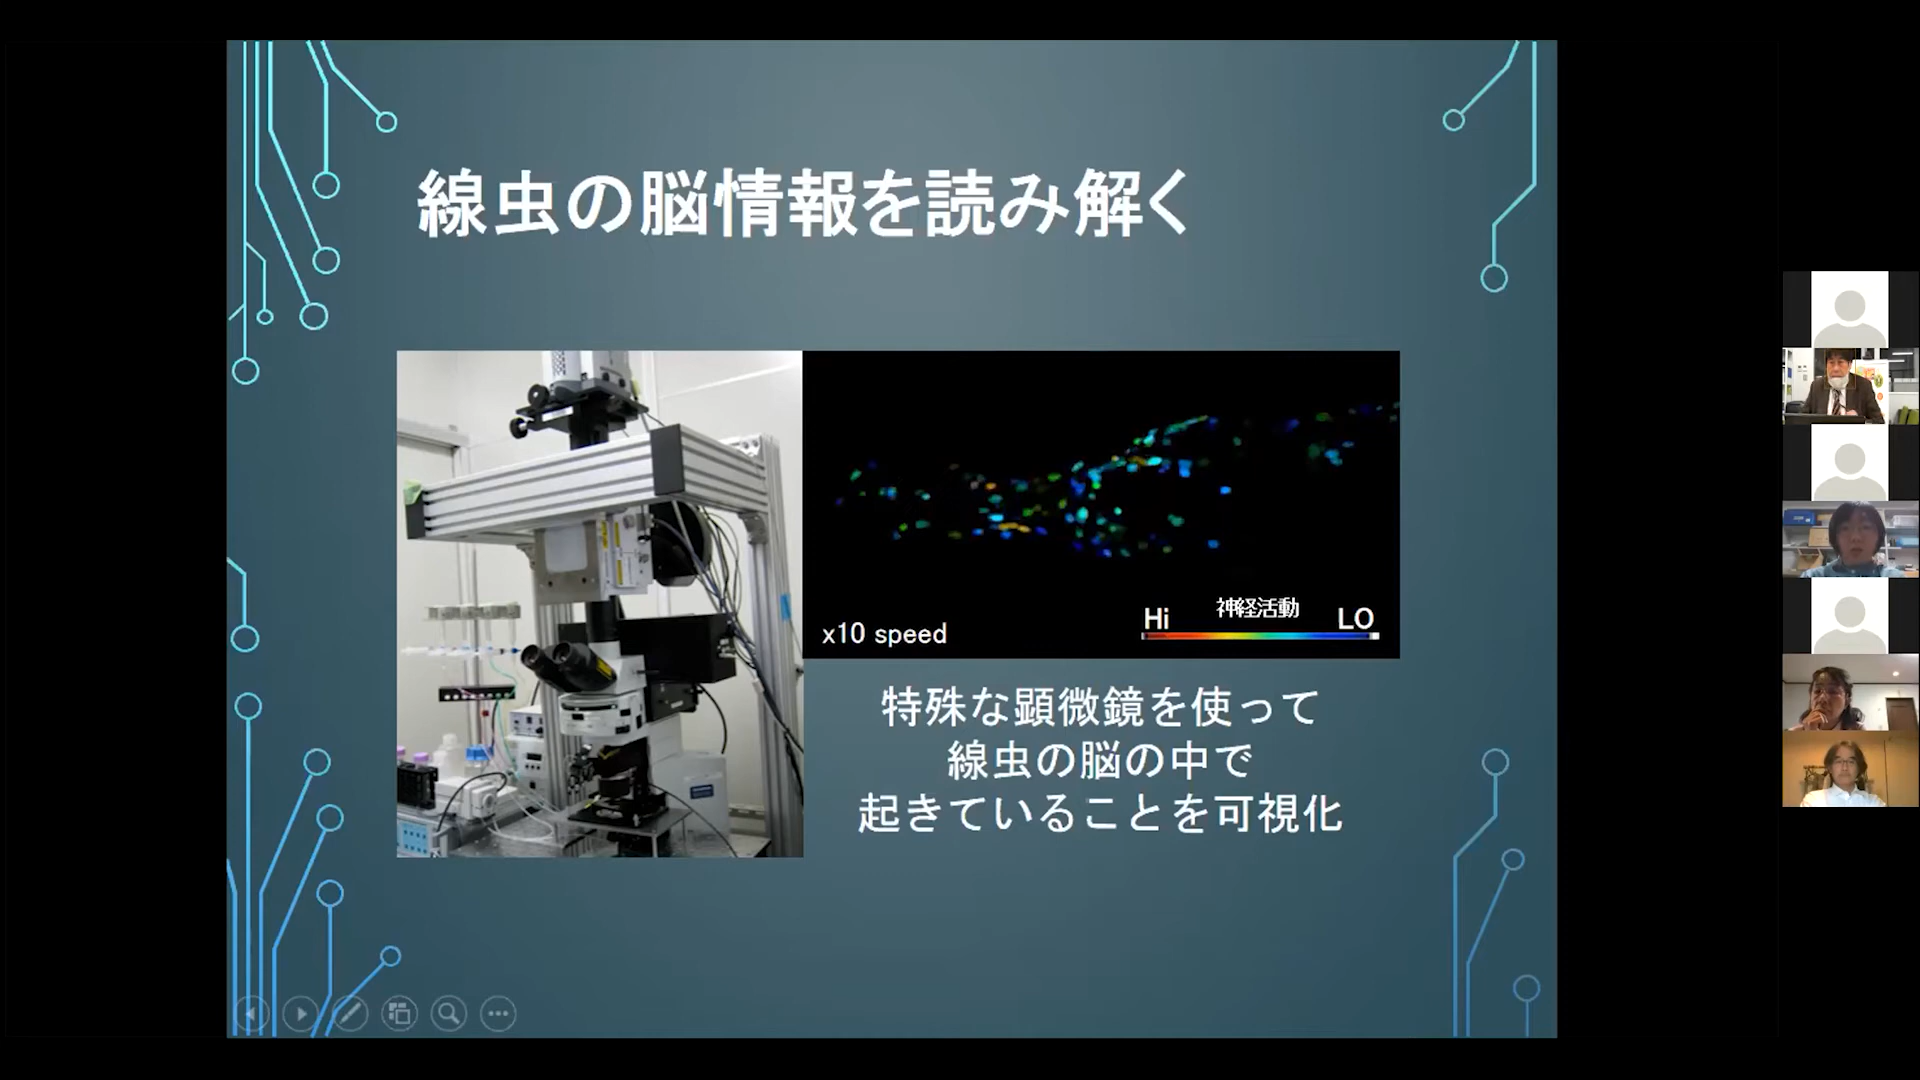 線虫の脳情報を読み解く
Hi 神経活動 LO
x10 speed
特殊な顕微鏡を使って
線虫の脳の中で
起きていることを可視化